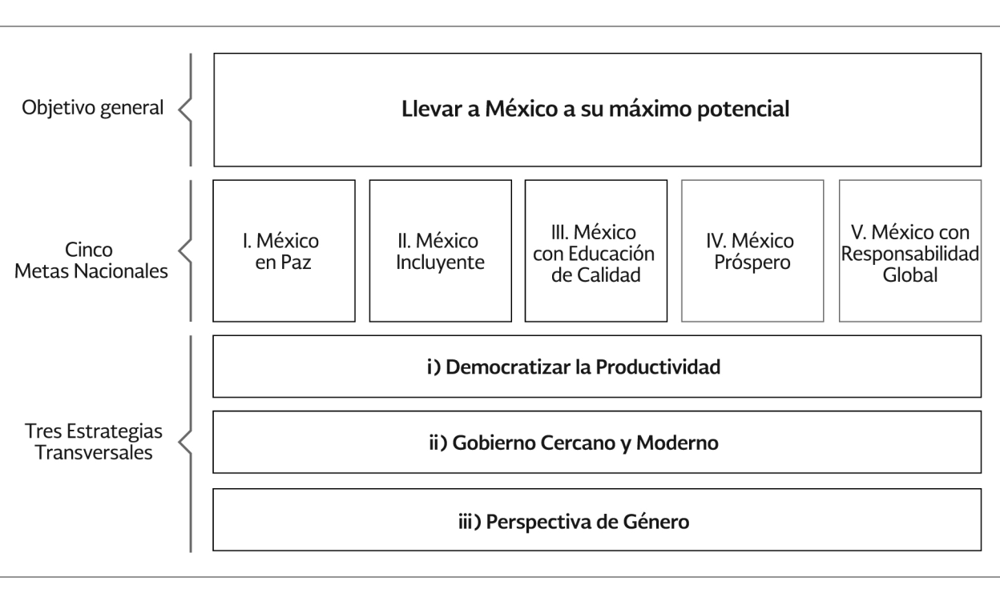 Objetivo general
Llevar a México a su máximo potencial
Cinco
Metas Nacionales
I. México
en Paz
II. México
Incluyente
III. México
con Educación
de Calidad
IV. México
Próspero
V. México con
Responsabilidad
Global
Tres Estrategias
Transversales
i) Democratizar la Productividad
ii) Gobierno Cercano y Moderno
iii) Perspectiva de Género